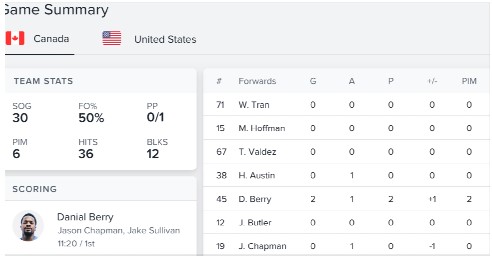 Game Summary
Canada United States
TEAM STATS
SOG FO% PP
30 50% 0/1
PIM HITS BLKS
6 36 12
SCORING
Danial Berry
Jason Chapman, Jake Sullivan
11:20 / 1st
# Forwards G A P +/- PIM
71 W. Tran 0 0 0 0 0
15 M. Hoffman 0 0 0 0 0
67 T. Valdez 0 0 0 0 0
38 H. Austin 0 1 0 0 0
45 D. Berry 2 1 2 +1 2
12 J. Butler 0 0 0 0 0
19 J. Chapman 0 1 0 -1 0